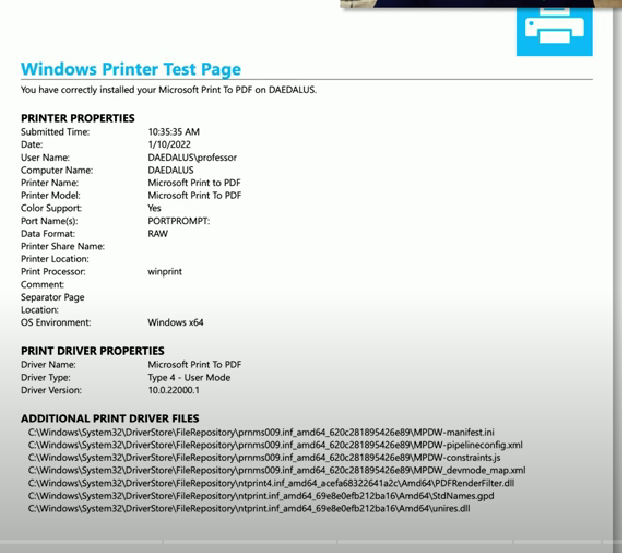 Windows Printer Test Page
You have correctly installed your Microsoft Print To PDF on DAEDALUS.
PRINTER PROPERTIES
Submitted Time: 10:35:35 AM
Date: 1/10/2022
User Name: DAEDALUS\professor
Computer Name: DAEDALUS
Printer Name: Microsoft Print to PDF
Printer Model: Microsoft Print To PDF
Color Support: Yes
Port Name(s): PORTPROMPT:
Data Format: RAW
Printer Share Name:
Printer Location:
Print Processor: winprint
Comment:
Separator Page
Location:
OS Environment: Windows x64
PRINT DRIVER PROPERTIES
Driver Name: Microsoft Print To PDF
Driver Type: Type 4 - User Mode
Driver Version: 10.0.22000.1
ADDITIONAL PRINT DRIVER FILES
C:\Windows\System32\DriverStore\FileRepository\prnms009.inf_amd64_620c281895426e89\MPDW-manifest.ini
C:\Windows\System32\DriverStore\FileRepository\prnms009.inf_amd64_620c281895426e89\MPDW-pipelineconfig.xml
C:\Windows\System32\DriverStore\FileRepository\prnms009.inf_amd64_620c281895426e89\MPDW-constraints.js
C:\Windows\System32\DriverStore\FileRepository\prnms009.inf_amd64_620c281895426e89\MPDW_devmode_map.xml
C:\Windows\System32\DriverStore\FileRepository\ntprint4.inf_amd64_acefa68322641a2c\Amd64\PDFRenderFilter.dll
C:\Windows\System32\DriverStore\FileRepository\ntprint.inf_amd64_69e8e0efb212ba16\Amd64\StdNames.gpd
C:\Windows\System32\DriverStore\FileRepository\ntprint.inf_amd64_69e8e0efb212ba16\Amd64\unires.dll